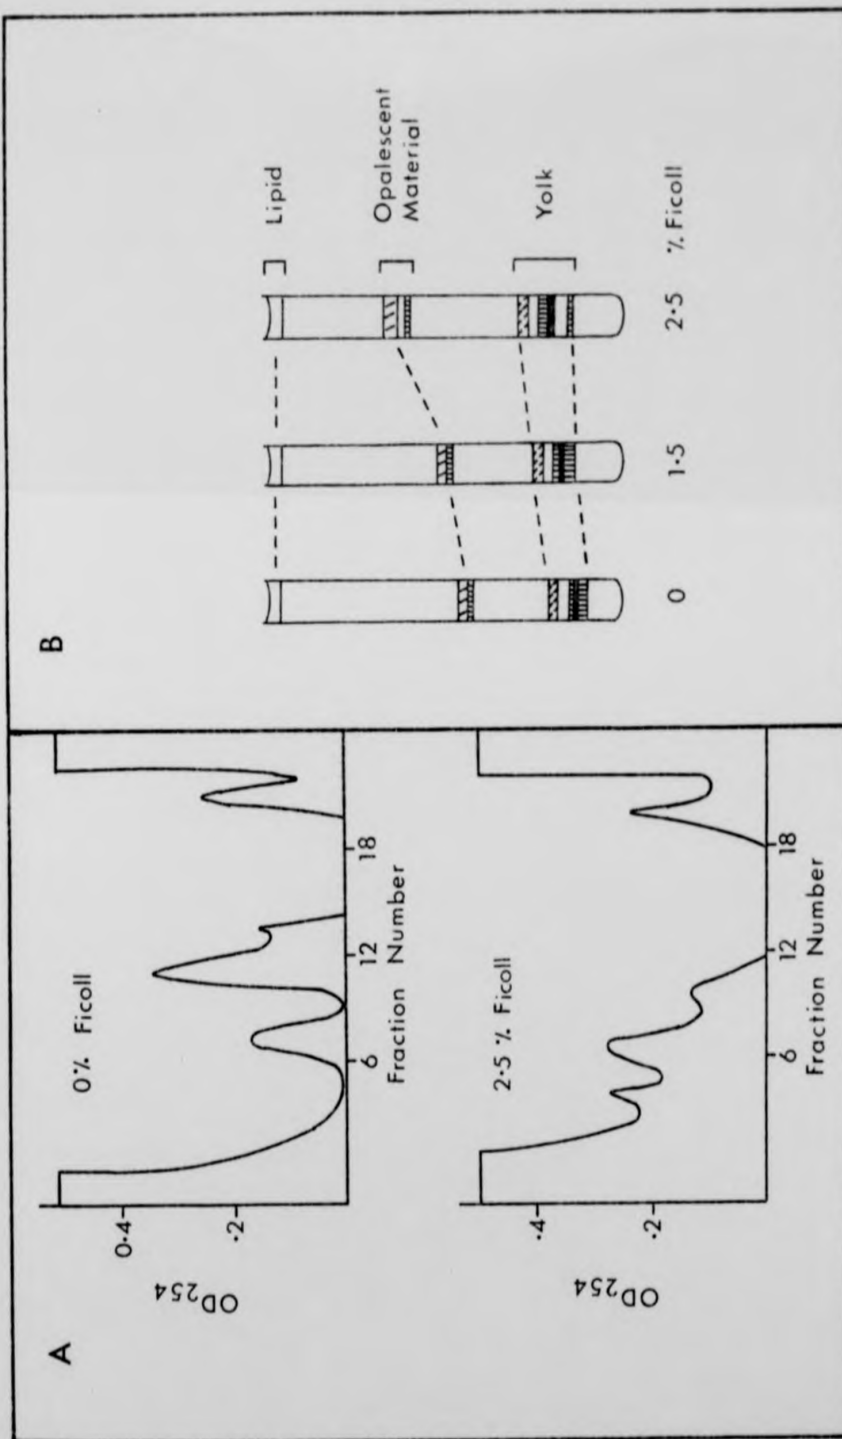 A
0% Ficoll
OD254
0·4
·2
6
12
18
Fraction Number
2·5 % Ficoll
OD254
·4
·2
6
12
18
Fraction Number
B
Lipid
Opalescent
Material
Yolk
0
1·5
2·5
% Ficoll